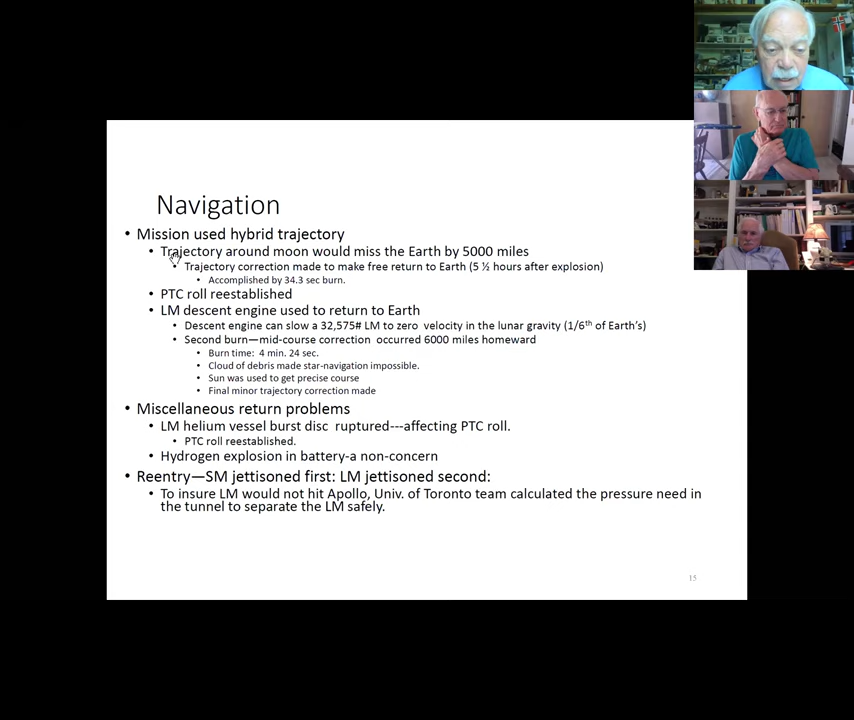 Navigation
• Mission used hybrid trajectory
• Trajectory around moon would miss the Earth by 5000 miles
• Trajectory correction made to make free return to Earth (5 ½ hours after explosion)
• Accomplished by 34.3 sec burn.
• PTC roll reestablished
• LM descent engine used to return to Earth
• Descent engine can slow a 32,575# LM to zero velocity in the lunar gravity (1/6th of Earth's)
• Second burn—mid-course correction occurred 6000 miles homeward
• Burn time: 4 min. 24 sec.
• Cloud of debris made star-navigation impossible.
• Sun was used to get precise course
• Final minor trajectory correction made
• Miscellaneous return problems
• LM helium vessel burst disc ruptured---affecting PTC roll.
• PTC roll reestablished.
• Hydrogen explosion in battery-a non-concern
• Reentry—SM jettisoned first: LM jettisoned second:
• To insure LM would not hit Apollo, Univ. of Toronto team calculated the pressure need in
the tunnel to separate the LM safely.
15